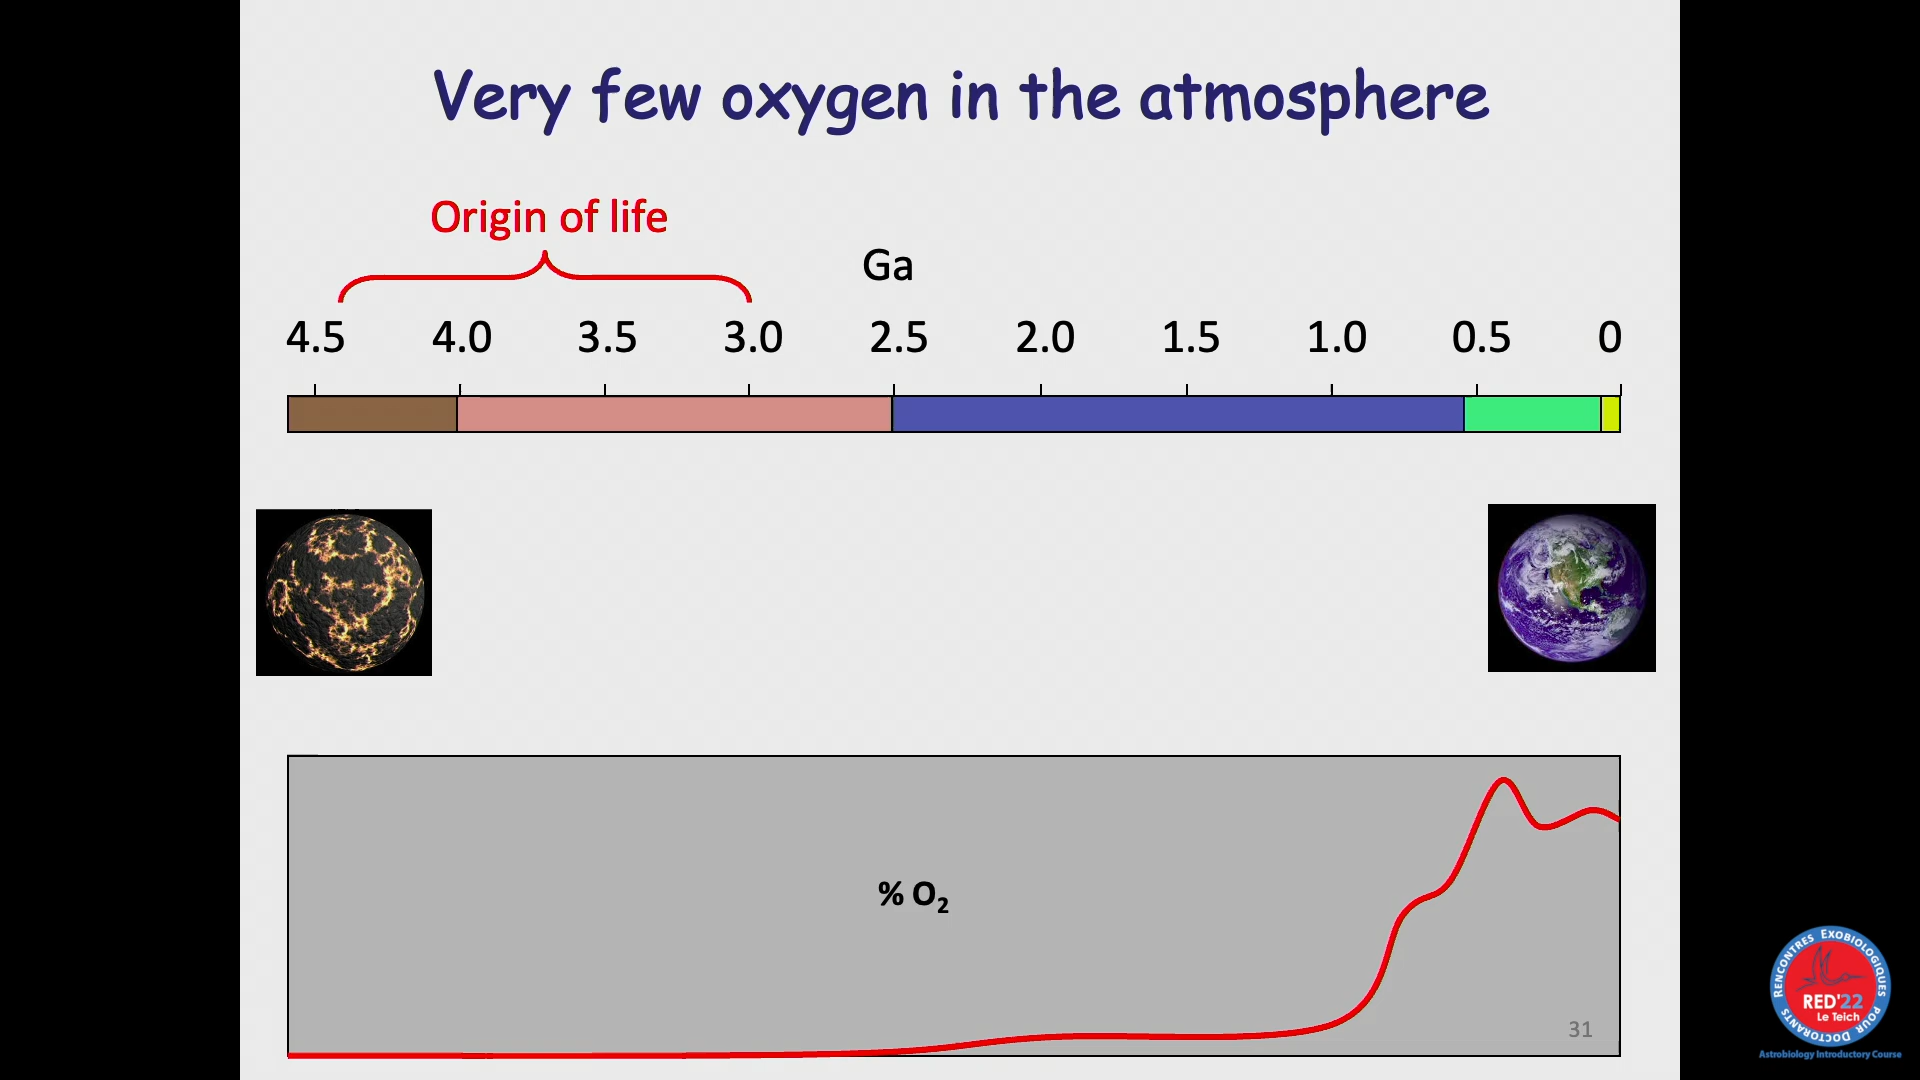 Very few oxygen in the atmosphere
Origin of life
Ga
4.5 4.0 3.5 3.0 2.5 2.0 1.5 1.0 0.5 0
% O₂
31
RENCONTRES EXOBIOLOGIQUES POUR DOCTORANTS
RED'22
Le Teich
Astrobiology Introductory Course